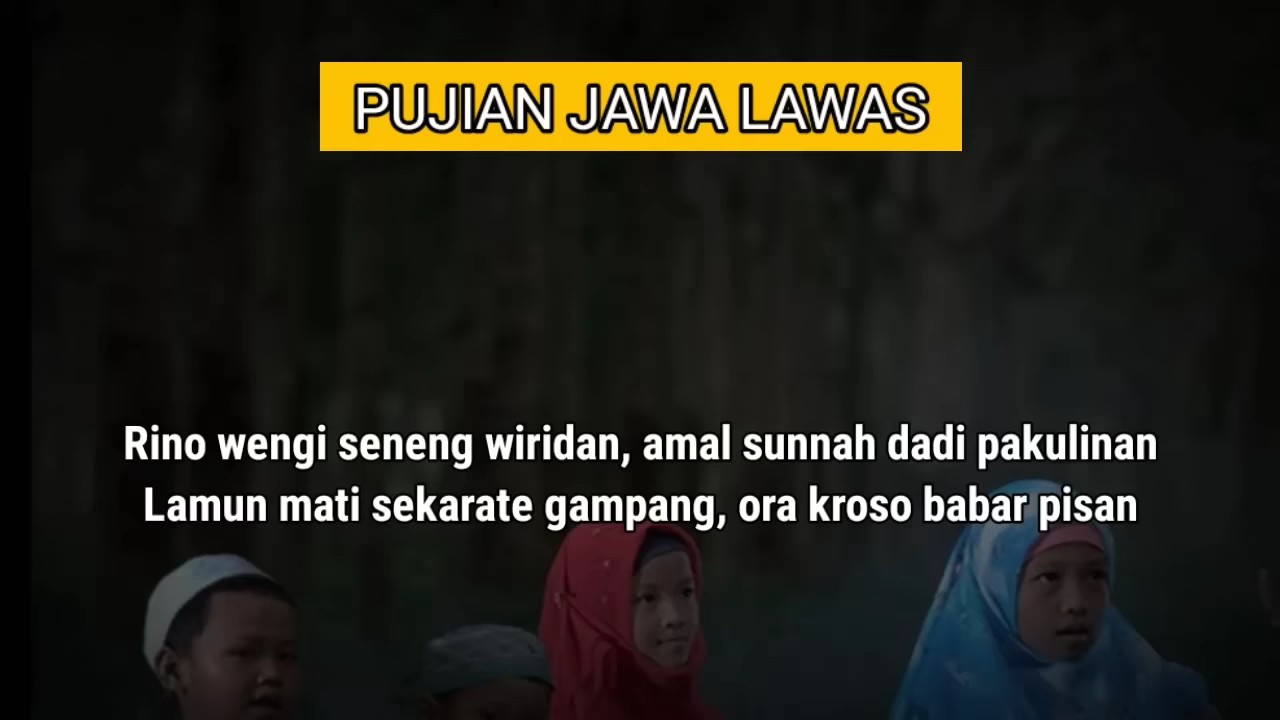 PUJIAN JAWA LAWAS
Rino wengi seneng wiridan, amal sunnah dadi pakulinan
Lamun mati sekarate gampang, ora kroso babar pisan